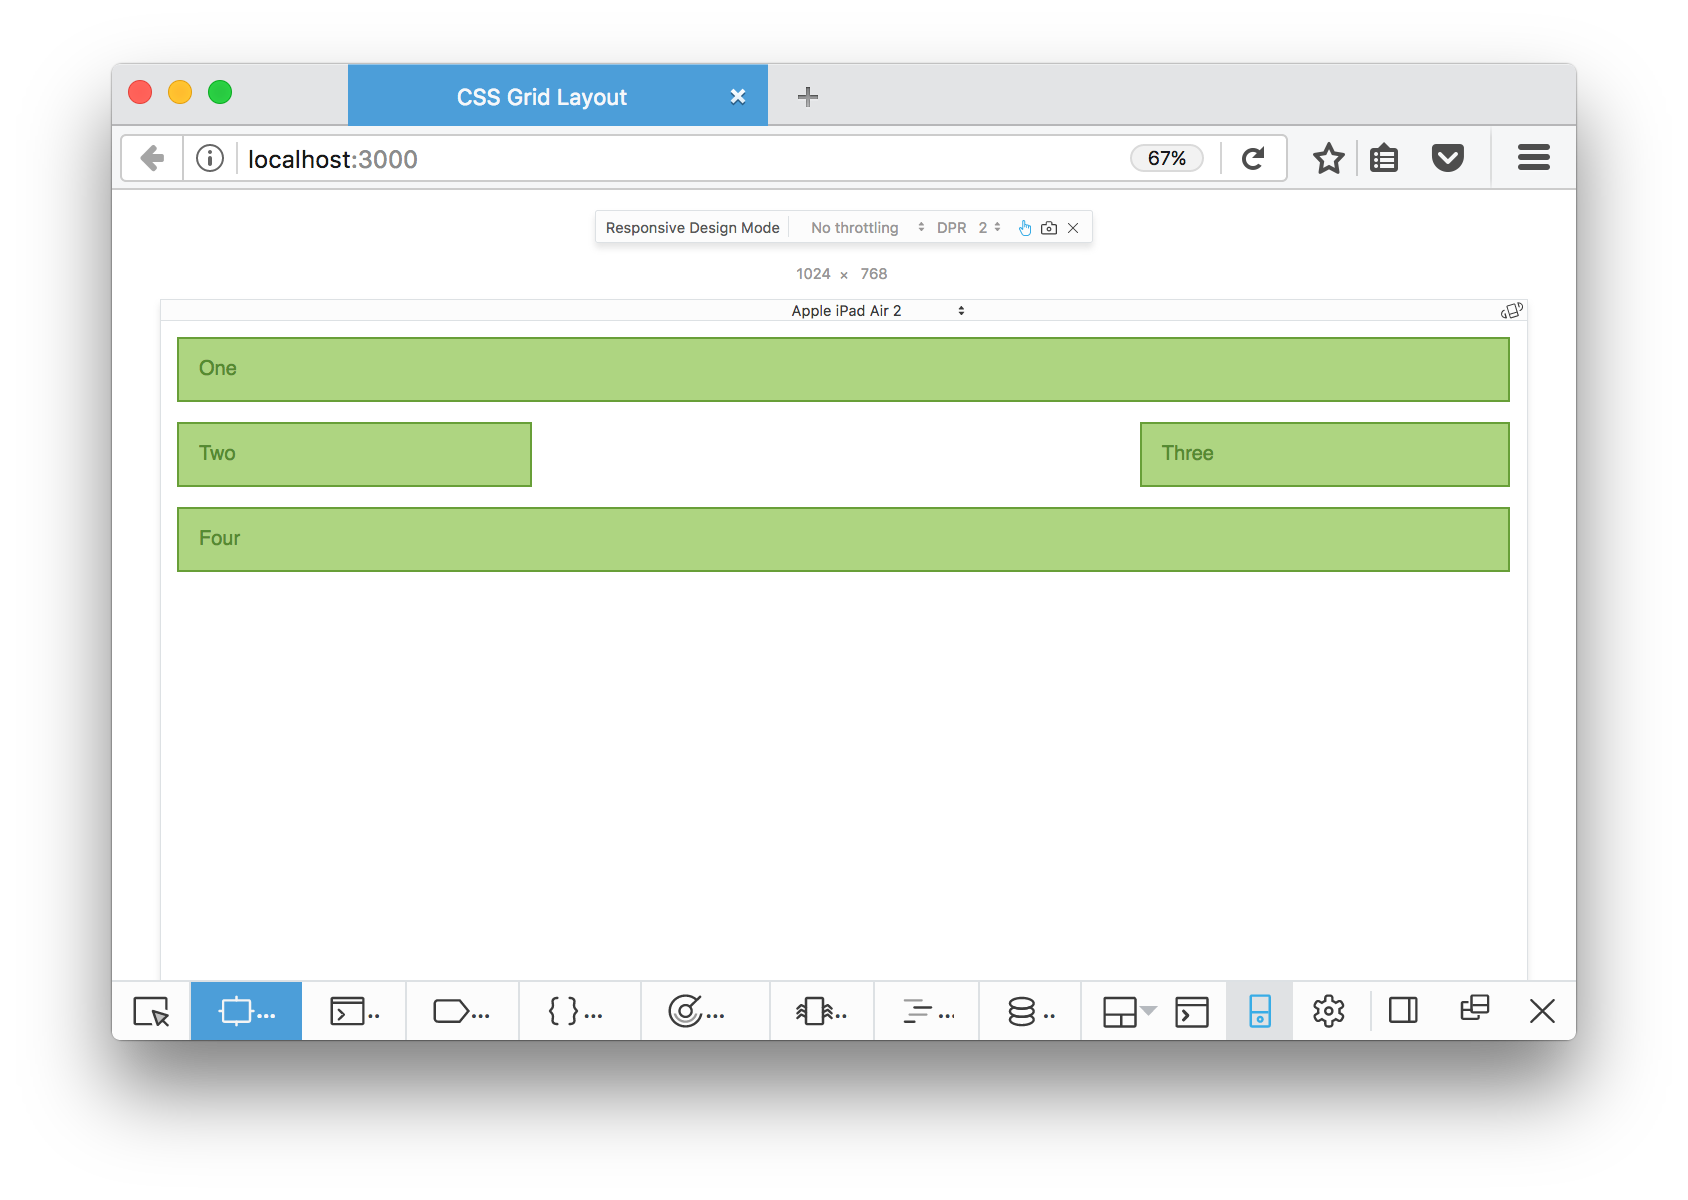 CSS Grid Layout
localhost:3000 67%
Responsive Design Mode No throttling DPR 2
1024 × 768
Apple iPad Air 2
One
Two Three
Four